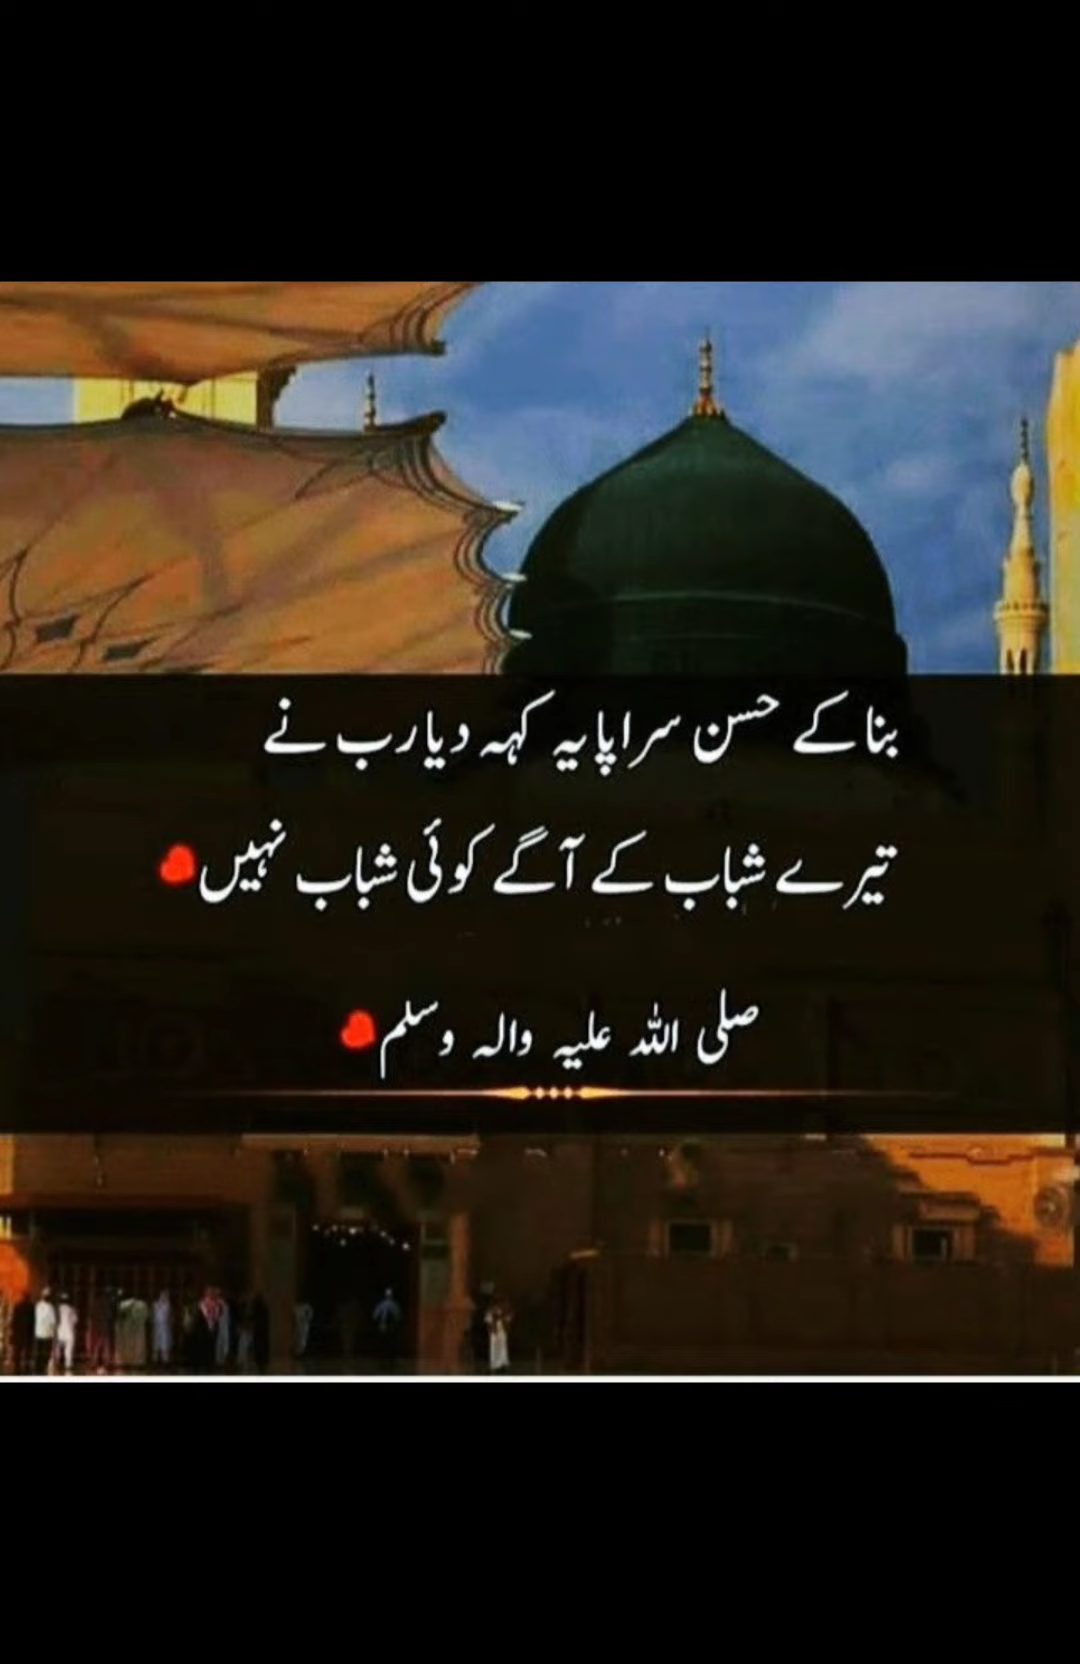 بنا کے حسن سراپا یہ کہہ دیا رب نے
تیرے شباب کے آگے کوئی شباب نہیں
صلی اللہ علیہ والہ وسلم